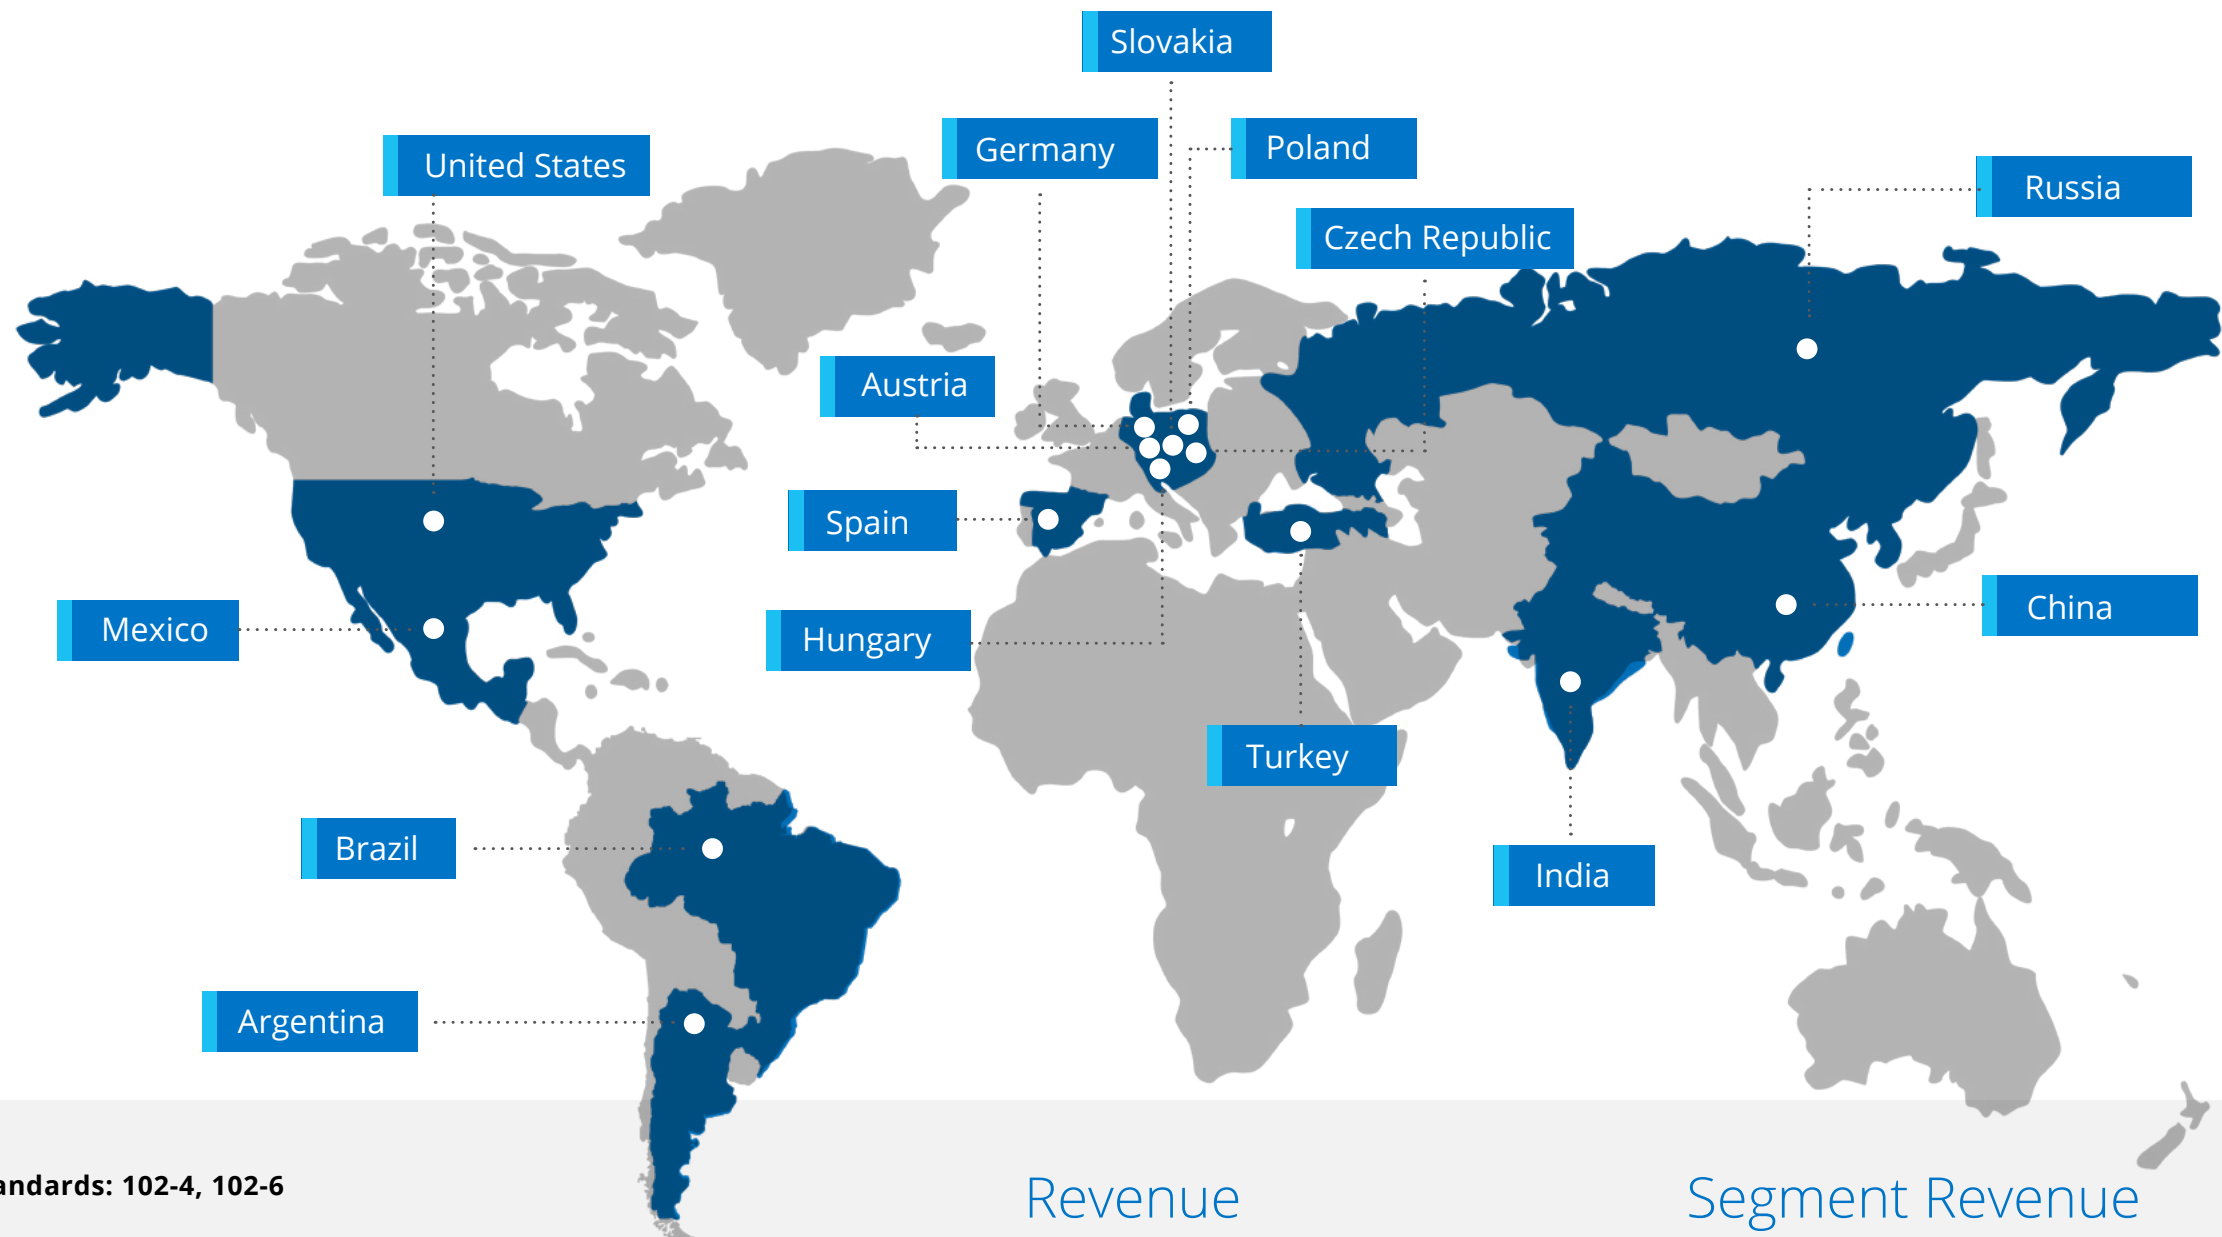 Slovakia
Germany
Poland
United States
Russia
Czech Republic
Austria
Spain
China
Mexico
Hungary
Turkey
Brazil
India
Argentina
andards: 102-4, 102-6
Revenue
Segment Revenue